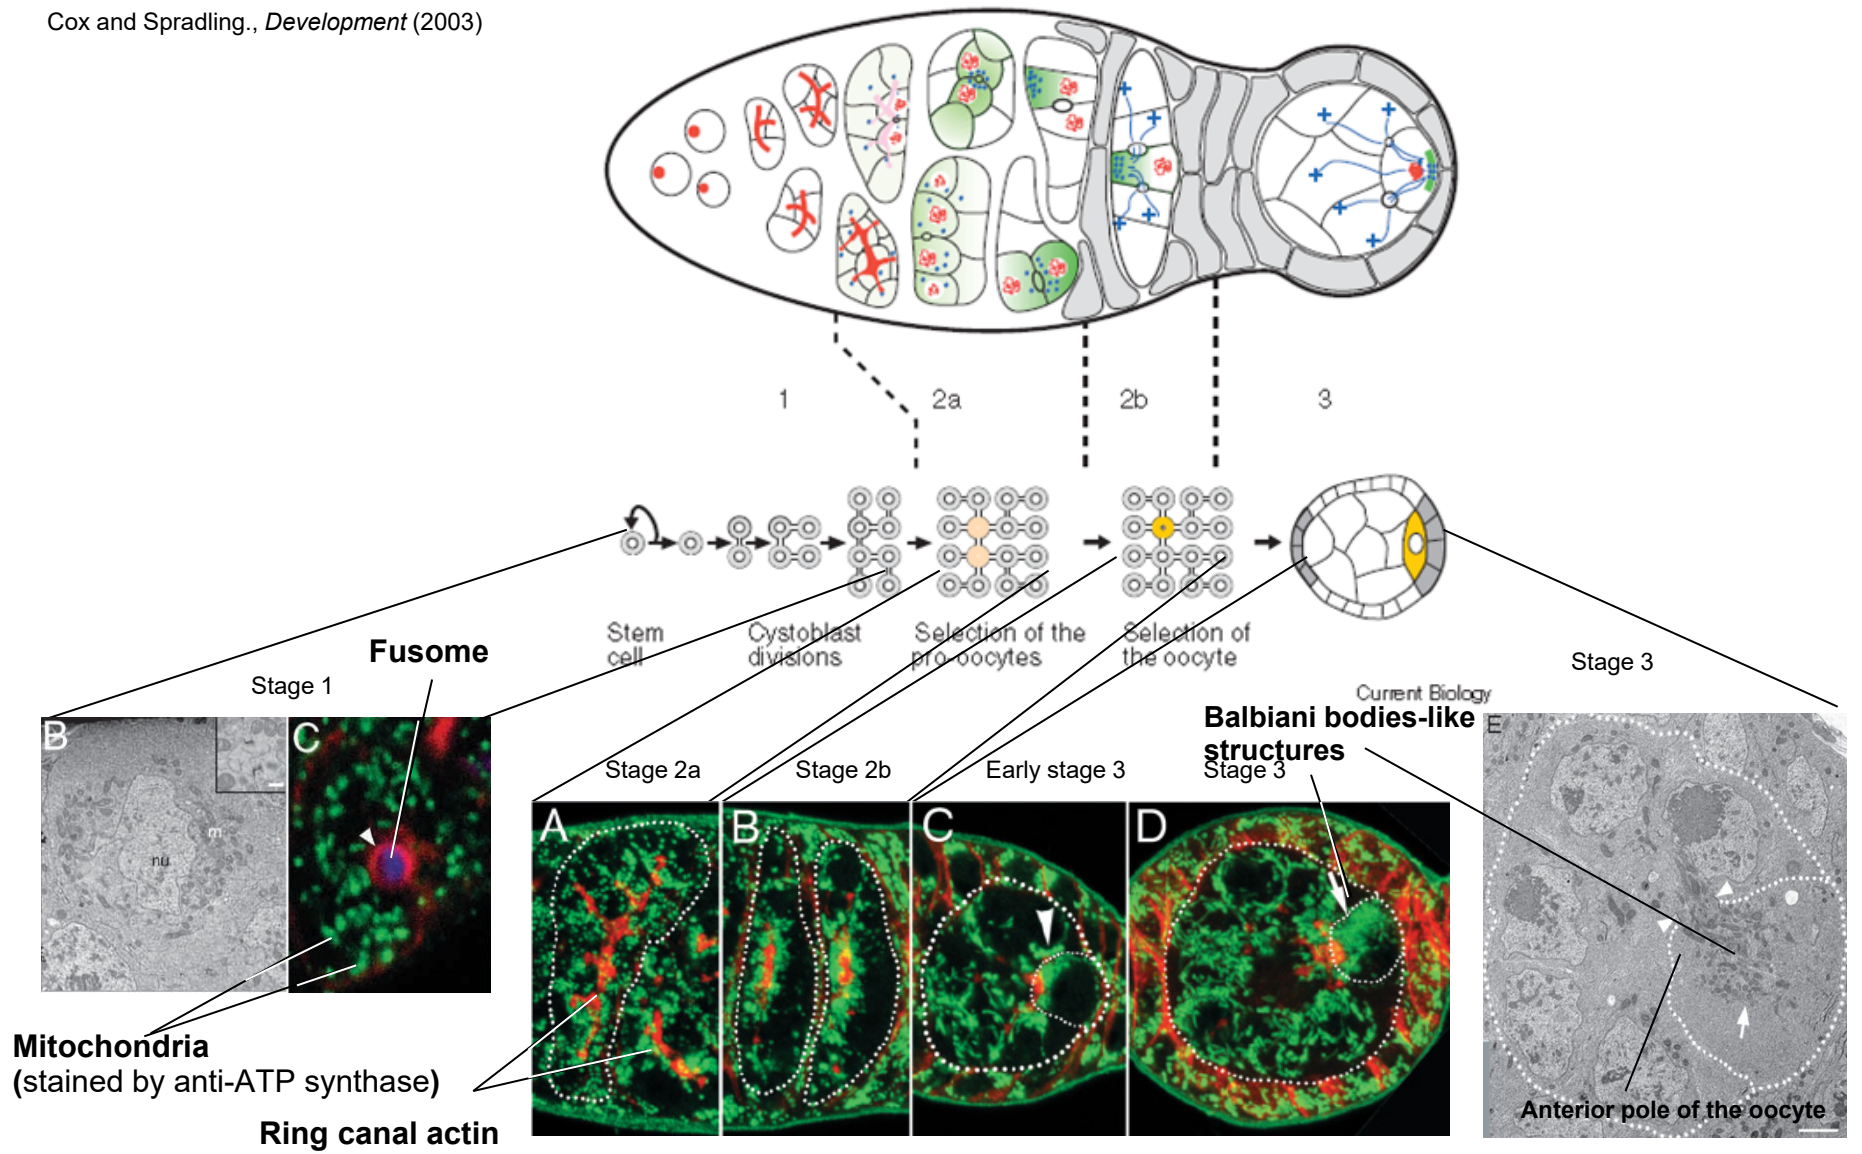 Cox and Spradling., Development (2003)
1
2a
2b
3
Stem
cell
Cystoblast
divisions
Selection of the
pro-oocytes
Selection of
the oocyte
Current Biology
Fusome
Stage 1
Stage 3
B
m
nu
C
Balbiani bodies-like
structures
Stage 2a
Stage 2b
Early stage 3
Stage 3
A
B
C
D
E
Mitochondria
(stained by anti-ATP synthase)
Ring canal actin
Anterior pole of the oocyte